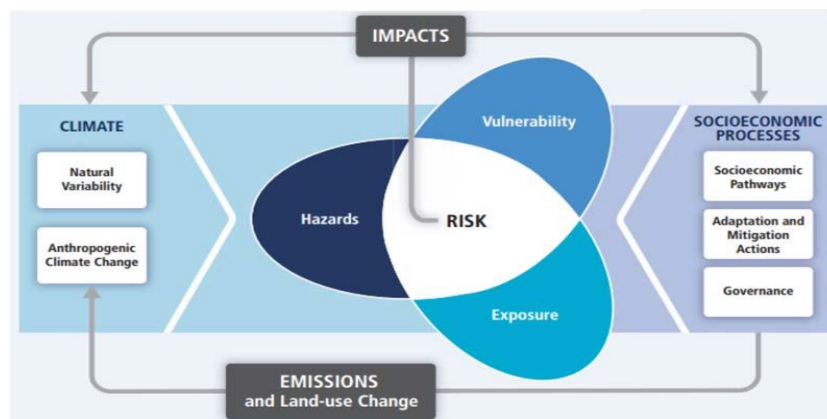 IMPACTS
CLIMATE
Natural
Variability
Anthropogenic
Climate Change
Hazards
Vulnerability
RISK
Exposure
SOCIOECONOMIC
PROCESSES
Socioeconomic
Pathways
Adaptation and
Mitigation
Actions
Governance
EMISSIONS
and Land-use Change